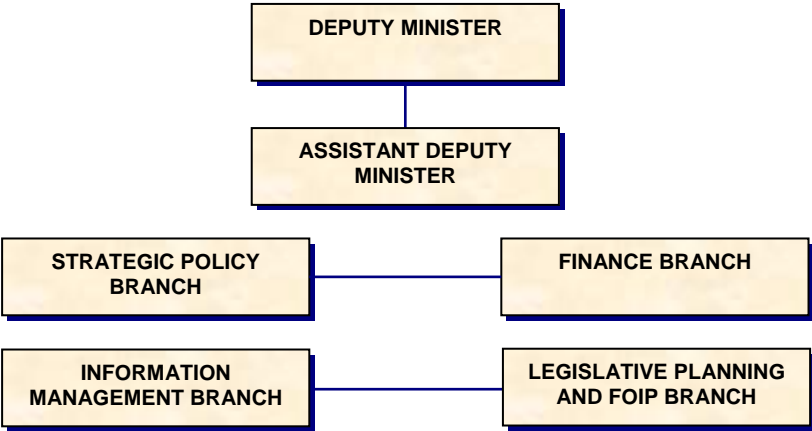 DEPUTY MINISTER
ASSISTANT DEPUTY
MINISTER
STRATEGIC POLICY
BRANCH
FINANCE BRANCH
INFORMATION
MANAGEMENT BRANCH
LEGISLATIVE PLANNING
AND FOIP BRANCH